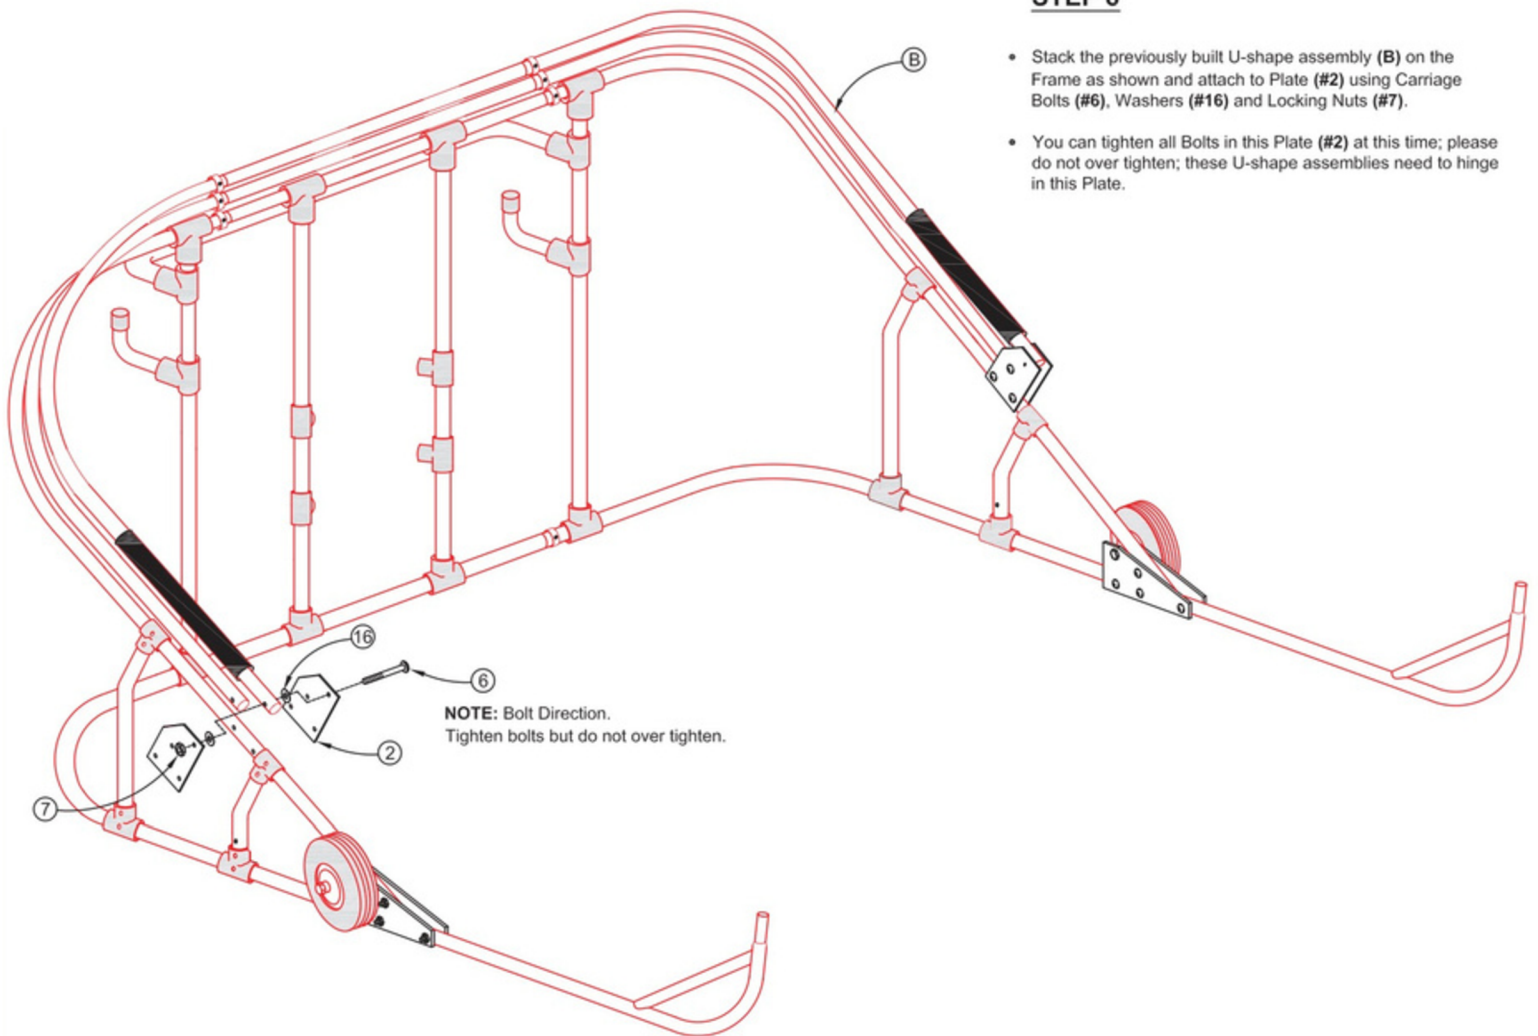 STEP
B
• Stack the previously built U-shape assembly (B) on the
Frame as shown and attach to Plate (#2) using Carriage
Bolts (#6), Washers (#16) and Locking Nuts (#7).
• You can tighten all Bolts in this Plate (#2) at this time; please
do not over tighten; these U-shape assemblies need to hinge
in this Plate.
16
6
NOTE: Bolt Direction.
Tighten bolts but do not over tighten.
2
7